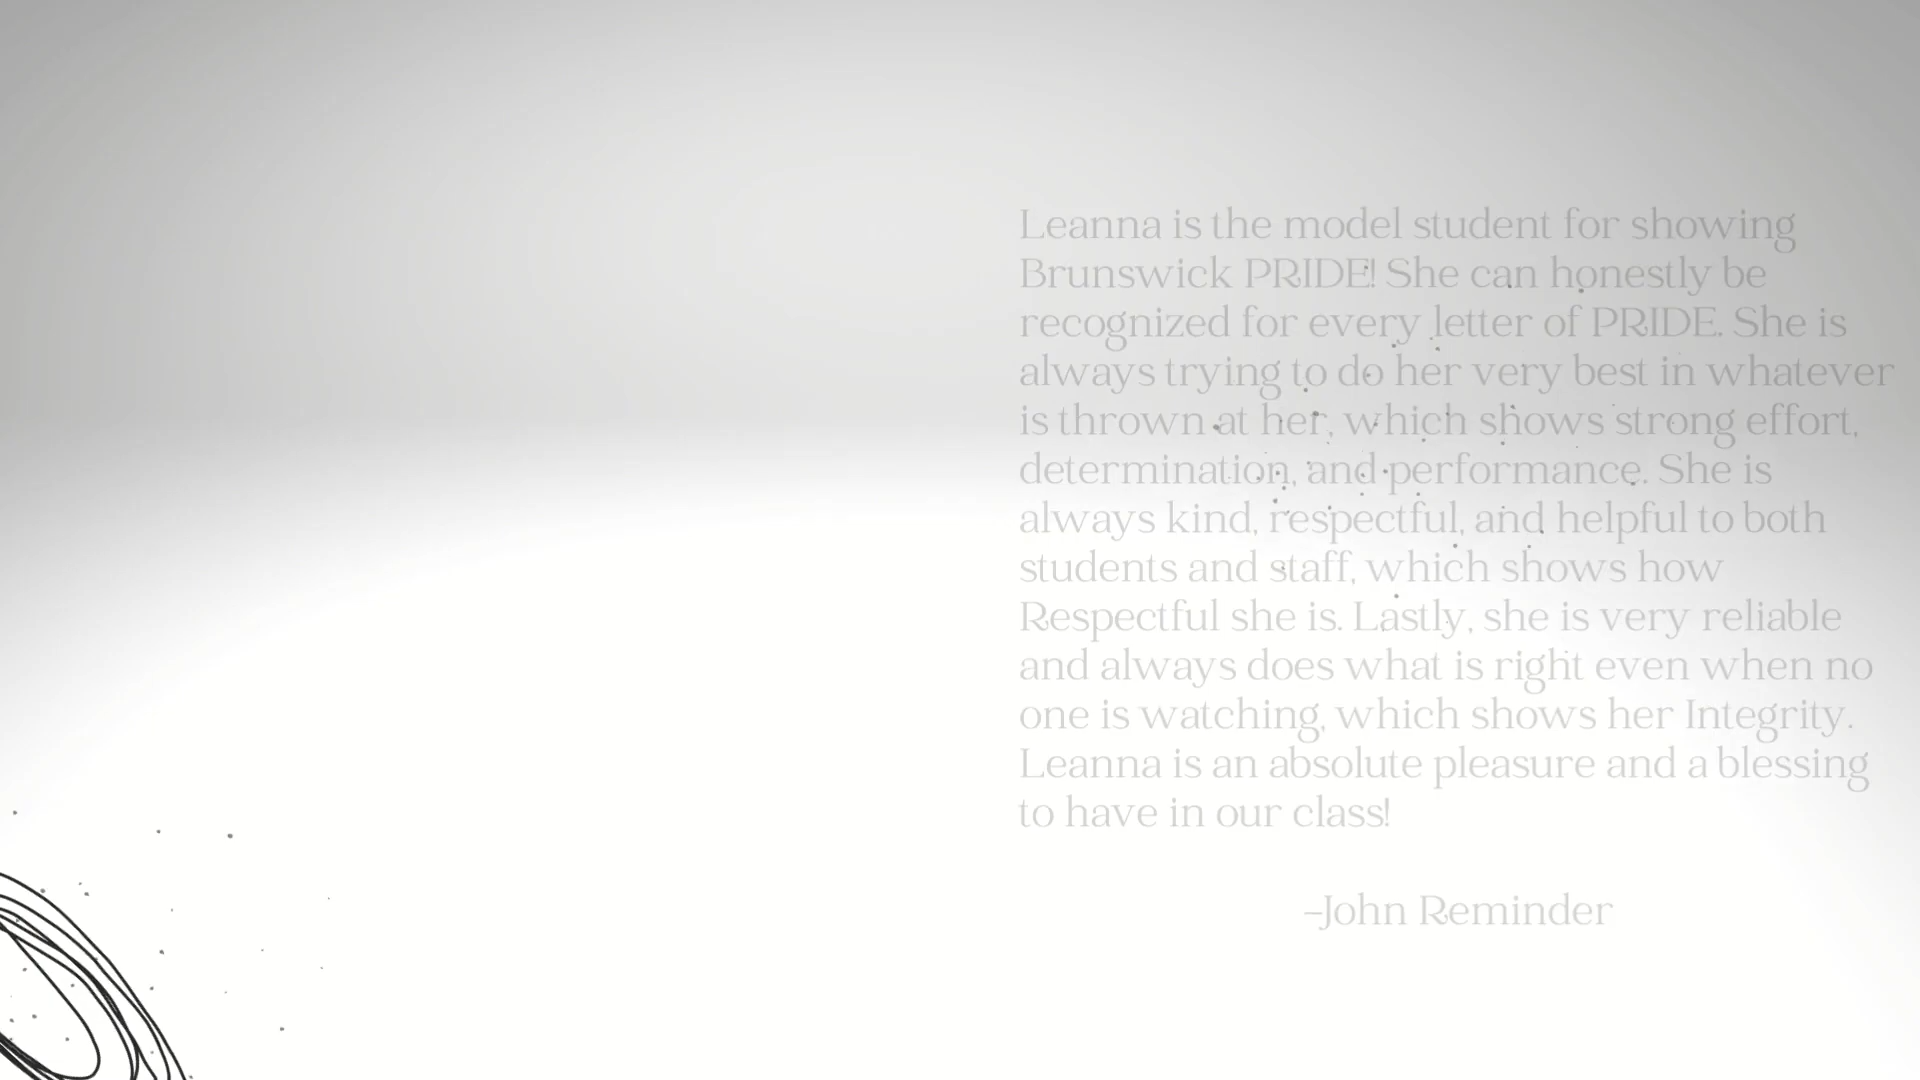 Leanna is the model student for showing
Brunswick PRIDE! She can honestly be
recognized for every letter of PRIDE. She is
always trying to do her very best in whatever
is thrown at her, which shows strong effort,
determination, and performance. She is
always kind, respectful, and helpful to both
students and staff, which shows how
Respectful she is. Lastly, she is very reliable
and always does what is right even when no
one is watching, which shows her Integrity.
Leanna is an absolute pleasure and a blessing
to have in our class!
–John Reminder